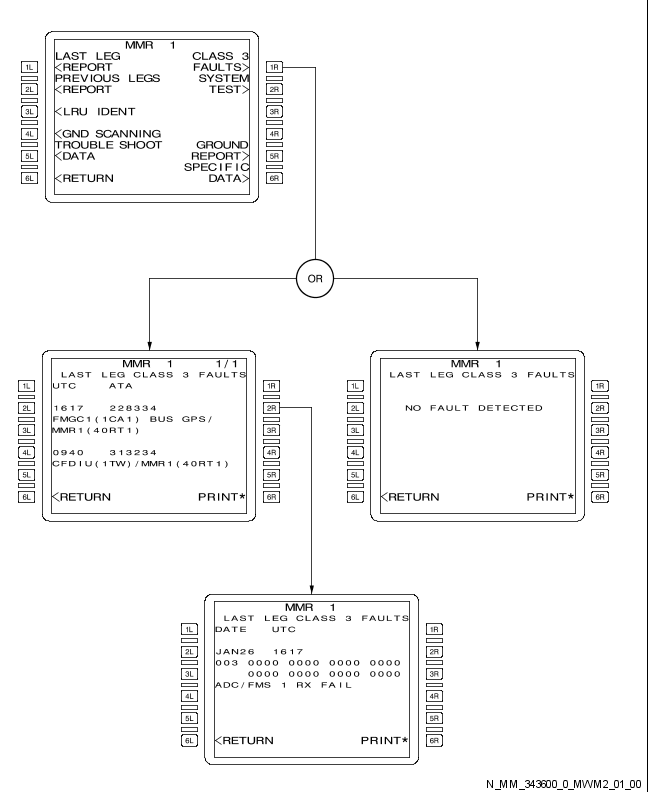 MMR 1
LAST LEG CLASS 3
1L <REPORT FAULTS> 1R
PREVIOUS LEGS SYSTEM
2L <REPORT TEST> 2R
3L <LRU IDENT 3R
4L <GND SCANNING 4R
TROUBLE SHOOT GROUND
5L <DATA REPORT> 5R
SPECIFIC
6L <RETURN DATA> 6R
OR
MMR 1 1/1
LAST LEG CLASS 3 FAULTS
1L UTC ATA 1R
2L 1617 228334 2R
FMGC1(1CA1) BUS GPS/
3L MMR1(40RT1) 3R
4L 0940 313234 4R
CFDIU(1TW)/MMR1(40RT1)
5L 5R
6L <RETURN PRINT* 6R
MMR 1
LAST LEG CLASS 3 FAULTS
1L 1R
2L NO FAULT DETECTED 2R
3L 3R
4L 4R
5L 5R
6L <RETURN PRINT* 6R
MMR 1
LAST LEG CLASS 3 FAULTS
1L DATE UTC 1R
2L JAN26 1617 2R
003 0000 0000 0000 0000
3L 0000 0000 0000 0000 3R
ADC/FMS 1 RX FAIL
4L 4R
5L 5R
6L <RETURN PRINT* 6R
N_MM_343600_0_MWM2_01_00